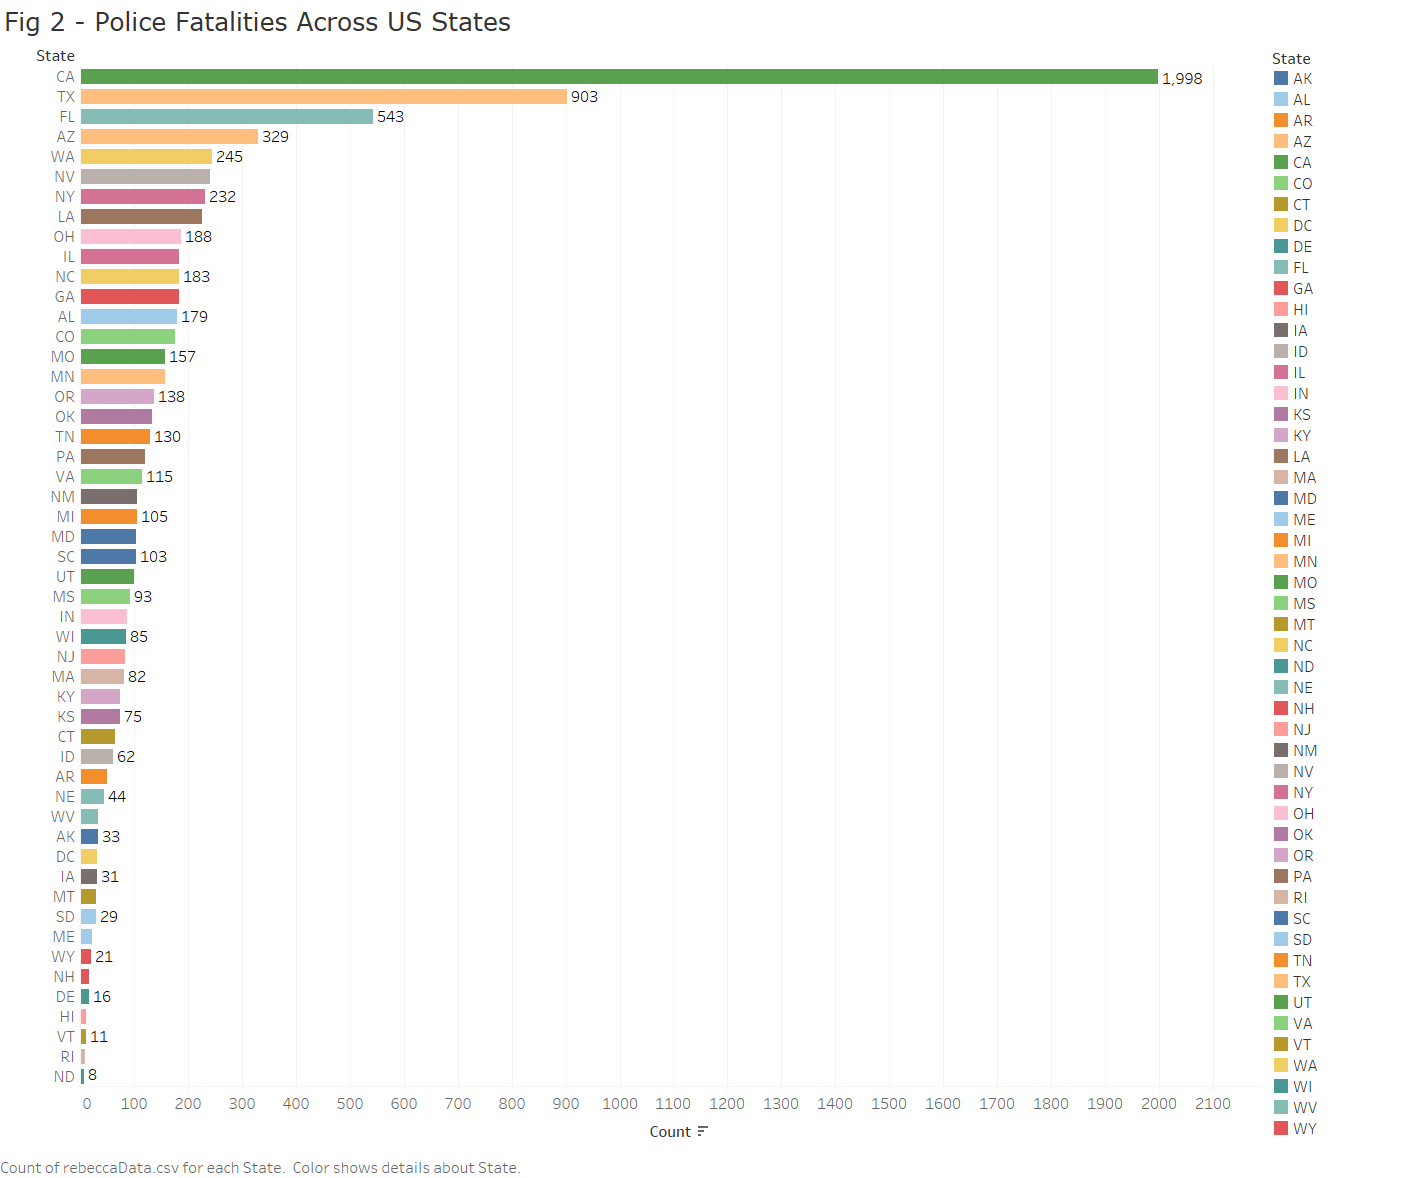 Fig 2 - Police Fatalities Across US States
State
CA 1,998
TX 903
FL 543
AZ 329
WA 245
NV
NY 232
LA
OH 188
IL
NC 183
GA
AL 179
CO
MO 157
MN
OR 138
OK
TN 130
PA
VA 115
NM
MI 105
MD
SC 103
UT
MS 93
IN
WI 85
NJ
MA 82
KY
KS 75
CT
ID 62
AR
NE 44
WV
AK 33
DC
IA 31
MT
SD 29
ME
WY 21
NH
DE 16
HI
VT 11
RI
ND 8
0 100 200 300 400 500 600 700 800 900 1000 1100 1200 1300 1400 1500 1600 1700 1800 1900 2000 2100
Count
State
AK
AL
AR
AZ
CA
CO
CT
DC
DE
FL
GA
HI
IA
ID
IL
IN
KS
KY
LA
MA
MD
ME
MI
MN
MO
MS
MT
NC
ND
NE
NH
NJ
NM
NV
NY
OH
OK
OR
PA
RI
SC
SD
TN
TX
UT
VA
VT
WA
WI
WV
WY
Count of rebeccaData.csv for each State. Color shows details about State.